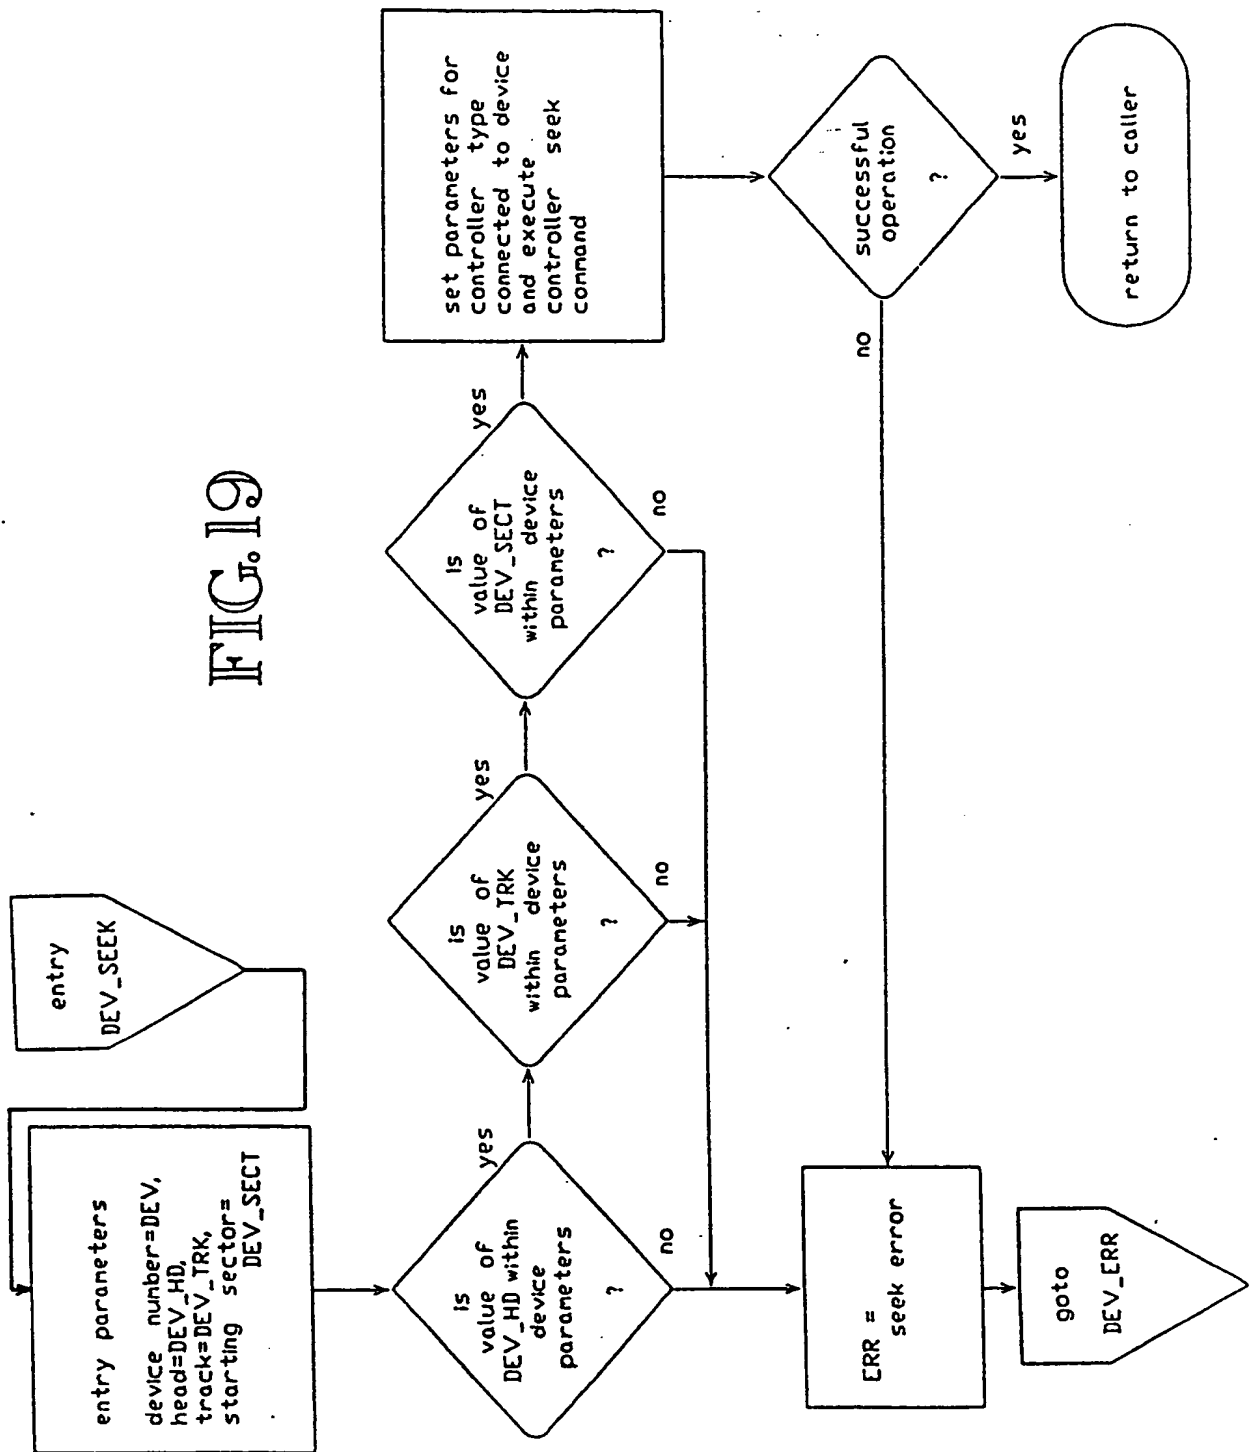 FIG. 19
entry
DEV_SEEK
entry parameters
device number=DEV,
head=DEV_HD,
track=DEV_TRK,
starting sector=
DEV_SECT
is
value of
DEV_HD within
device
parameters
?
yes
no
is
value of
DEV_TRK
within device
parameters
?
yes
no
is
value of
DEV_SECT
within device
parameters
?
yes
no
set parameters for
controller type
connected to device
and execute
controller seek
command
successful
operation
?
no
yes
return to caller
ERR =
seek error
goto
DEV_ERR